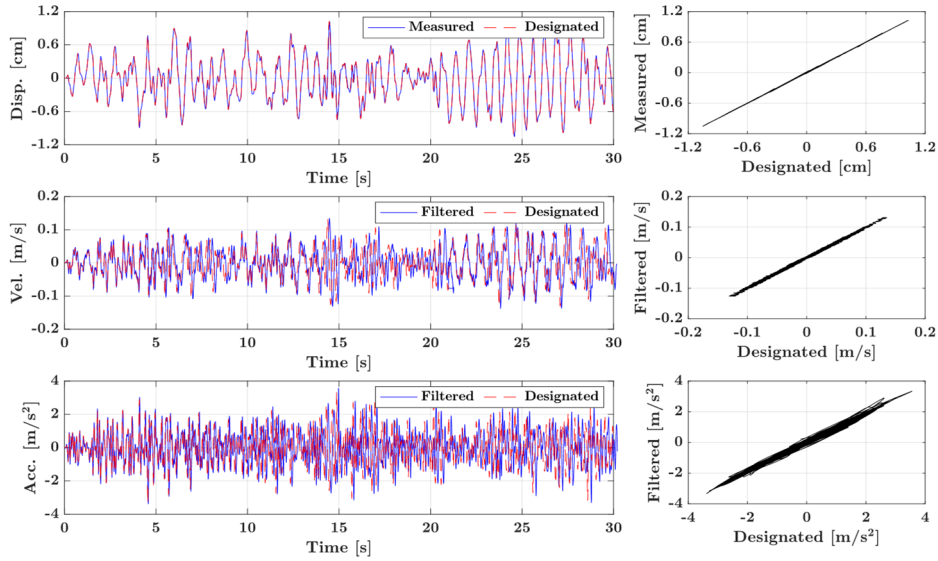 Measured Designated
1.2
0.6
0
-0.6
-1.2
Disp. [cm]
0 5 10 15 20 25 30
Time [s]
1.2
0.6
0
-0.6
-1.2
Measured [cm]
-1.2 -0.6 0 0.6 1.2
Designated [cm]
Filtered Designated
0.2
0.1
0
-0.1
-0.2
Vel. [m/s]
0 5 10 15 20 25 30
Time [s]
0.2
0.1
0
-0.1
-0.2
Filtered [m/s]
-0.2 -0.1 0 0.1 0.2
Designated [m/s]
Filtered Designated
4
2
0
-2
-4
Acc. [m/s²]
0 5 10 15 20 25 30
Time [s]
4
2
0
-2
-4
Filtered [m/s²]
-4 -2 0 2 4
Designated [m/s²]